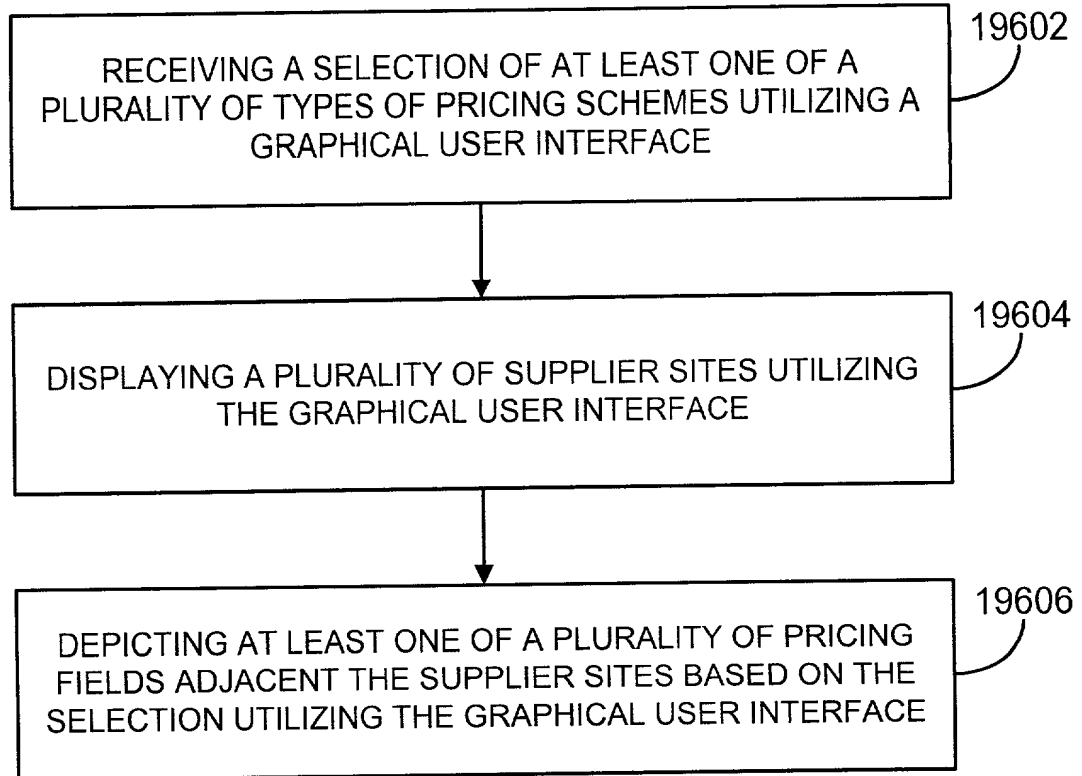 19602
RECEIVING A SELECTION OF AT LEAST ONE OF A
PLURALITY OF TYPES OF PRICING SCHEMES UTILIZING A
GRAPHICAL USER INTERFACE
19604
DISPLAYING A PLURALITY OF SUPPLIER SITES UTILIZING
THE GRAPHICAL USER INTERFACE
19606
DEPICTING AT LEAST ONE OF A PLURALITY OF PRICING
FIELDS ADJACENT THE SUPPLIER SITES BASED ON THE
SELECTION UTILIZING THE GRAPHICAL USER INTERFACE